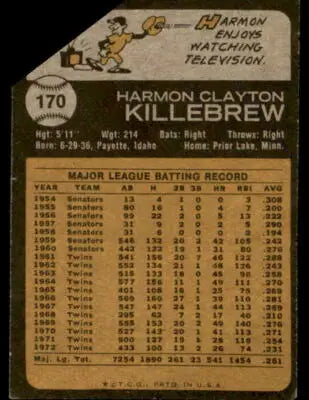 HARMON
ENJOYS
WATCHING
TELEVISION.
170
HARMON CLAYTON
KILLEBREW
Hgt: 5'11" Wgt: 214 Bats: Right Throws: Right
Born: 6-29-36, Payette, Idaho Home: Prior Lake, Minn.
MAJOR LEAGUE BATTING RECORD
YEAR TEAM AB H 2B 3B HR RBI AVG
1954 Senators 13 4 1 0 0 3 .308
1955 Senators 80 16 1 0 4 7 .200
1956 Senators 99 22 2 0 5 13 .222
1957 Senators 31 9 2 0 2 5 .290
1958 Senators 31 6 0 0 0 2 .194
1959 Senators 546 132 20 2 42 105 .242
1960 Senators 442 122 19 1 31 80 .276
1961 Twins 541 156 20 7 46 122 .288
1962 Twins 552 134 21 1 48 126 .243
1963 Twins 515 133 18 0 45 96 .258
1964 Twins 577 156 11 1 49 111 .270
1965 Twins 401 108 16 1 25 75 .269
1966 Twins 569 160 27 1 39 110 .281
1967 Twins 547 147 24 1 44 113 .269
1968 Twins 295 62 7 2 17 40 .210
1969 Twins 555 153 20 2 49 140 .276
1970 Twins 527 143 20 1 41 113 .271
1971 Twins 500 127 19 1 28 119 .254
1972 Twins 433 100 13 2 26 74 .231
Maj. Lg. Tot. 7254 1890 261 23 541 1454 .261
★ © T.C.G. PRTD. IN U.S.A.